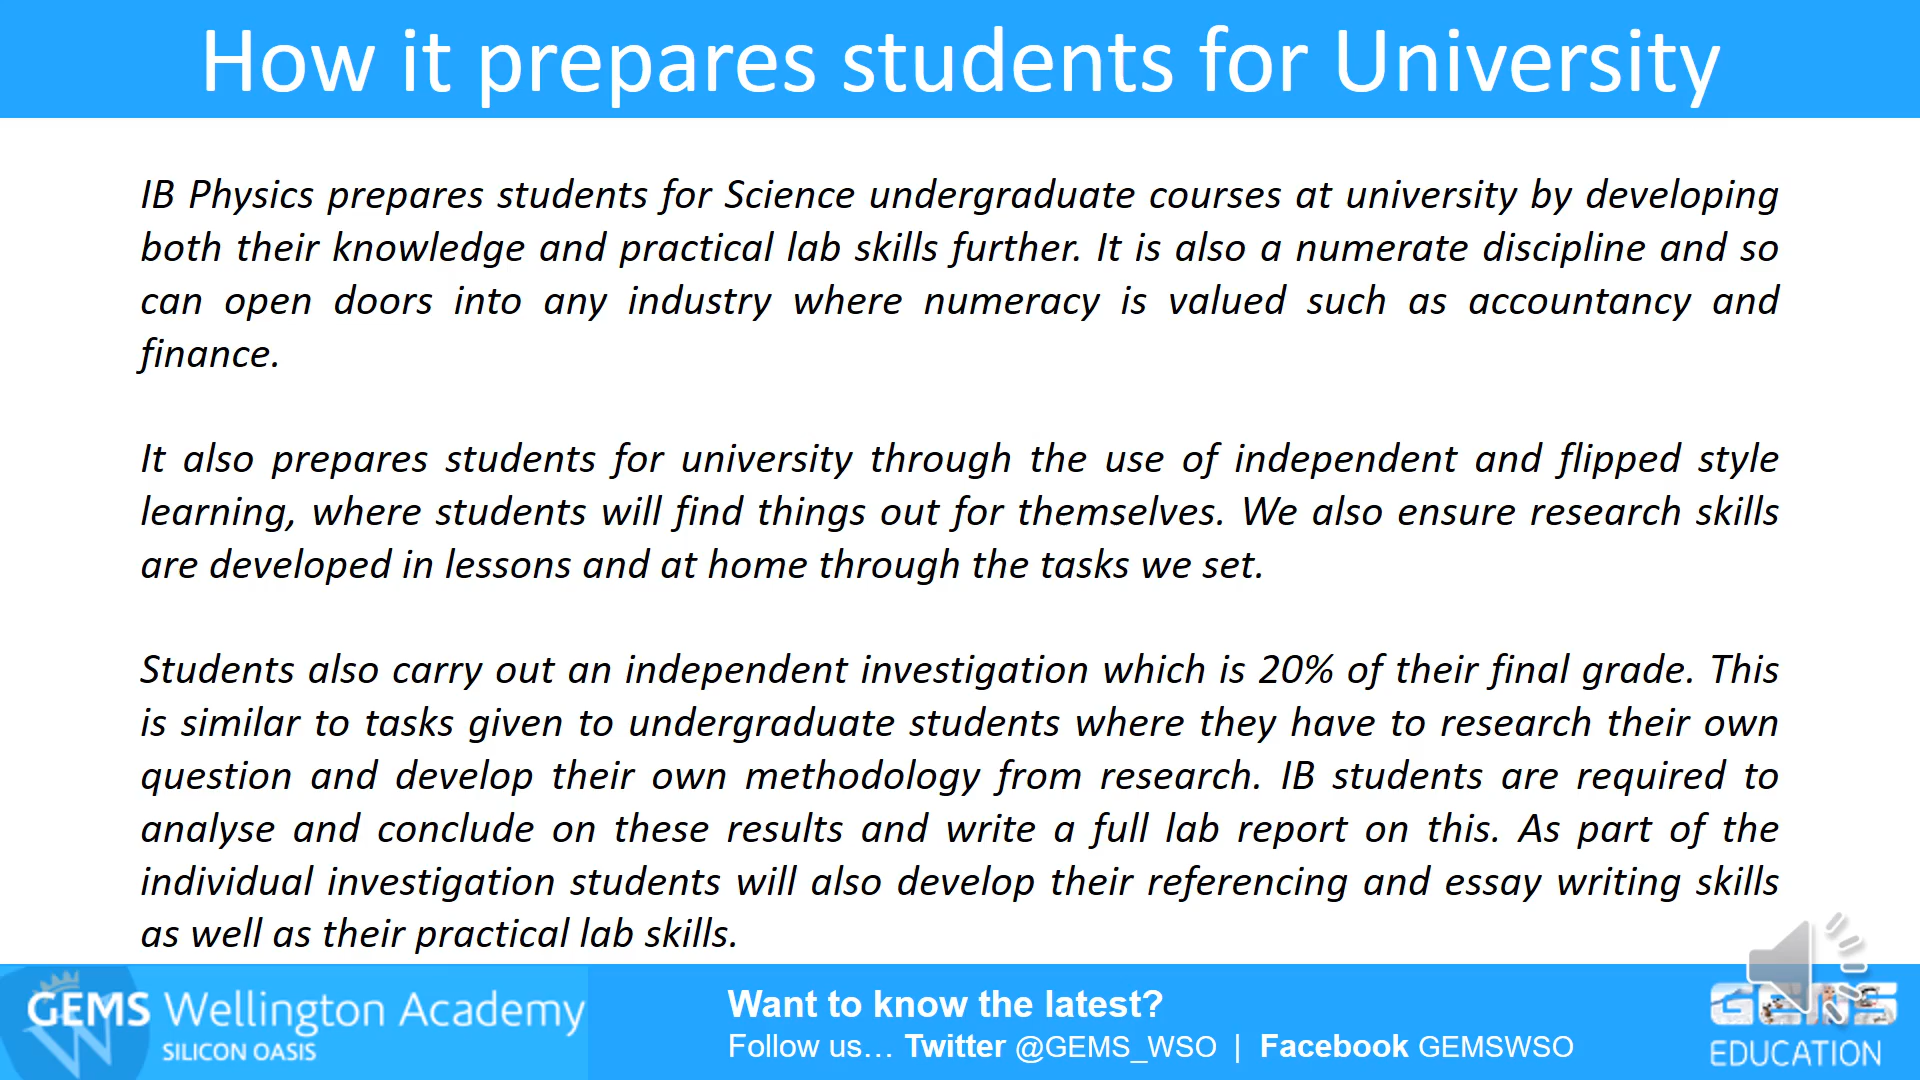 How it prepares students for University
IB Physics prepares students for Science undergraduate courses at university by developing
both their knowledge and practical lab skills further. It is also a numerate discipline and so
can open doors into any industry where numeracy is valued such as accountancy and
finance.
It also prepares students for university through the use of independent and flipped style
learning, where students will find things out for themselves. We also ensure research skills
are developed in lessons and at home through the tasks we set.
Students also carry out an independent investigation which is 20% of their final grade. This
is similar to tasks given to undergraduate students where they have to research their own
question and develop their own methodology from research. IB students are required to
analyse and conclude on these results and write a full lab report on this. As part of the
individual investigation students will also develop their referencing and essay writing skills
as well as their practical lab skills.
GEMS Wellington Academy
SILICON OASIS
Want to know the latest?
Follow us… Twitter @GEMS_WSO | Facebook GEMSWSO
GEMS
EDUCATION